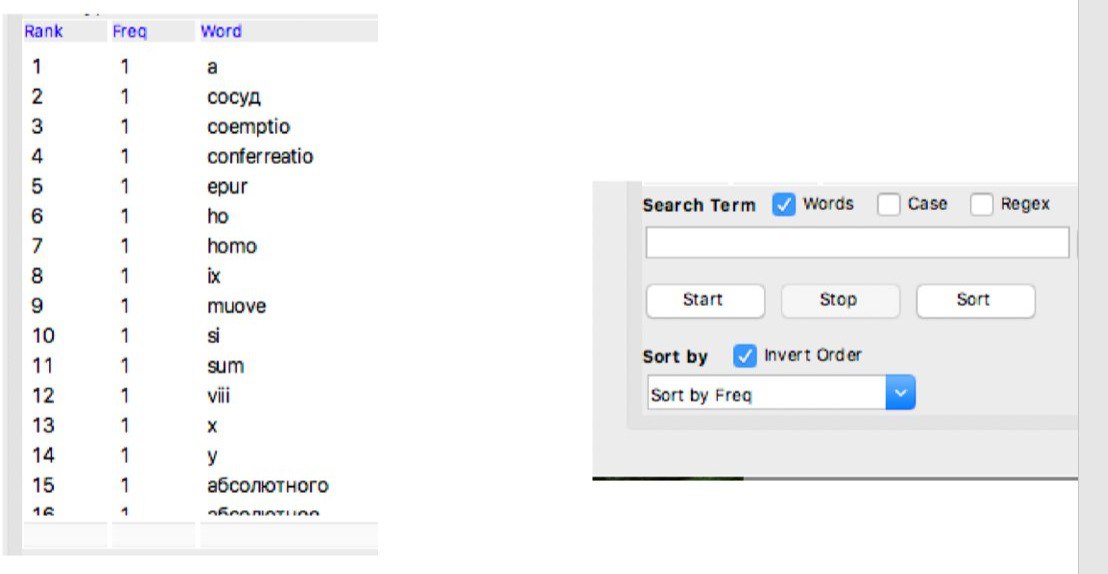 Rank Freq Word
1 1 a
2 1 сосуд
3 1 coemptio
4 1 conferreatio
5 1 epur
6 1 ho
7 1 homo
8 1 ix
9 1 muove
10 1 si
11 1 sum
12 1 viii
13 1 x
14 1 y
15 1 абсолютного
16 1
Search Term Words Case Regex
Start Stop Sort
Sort by Invert Order
Sort by Freq